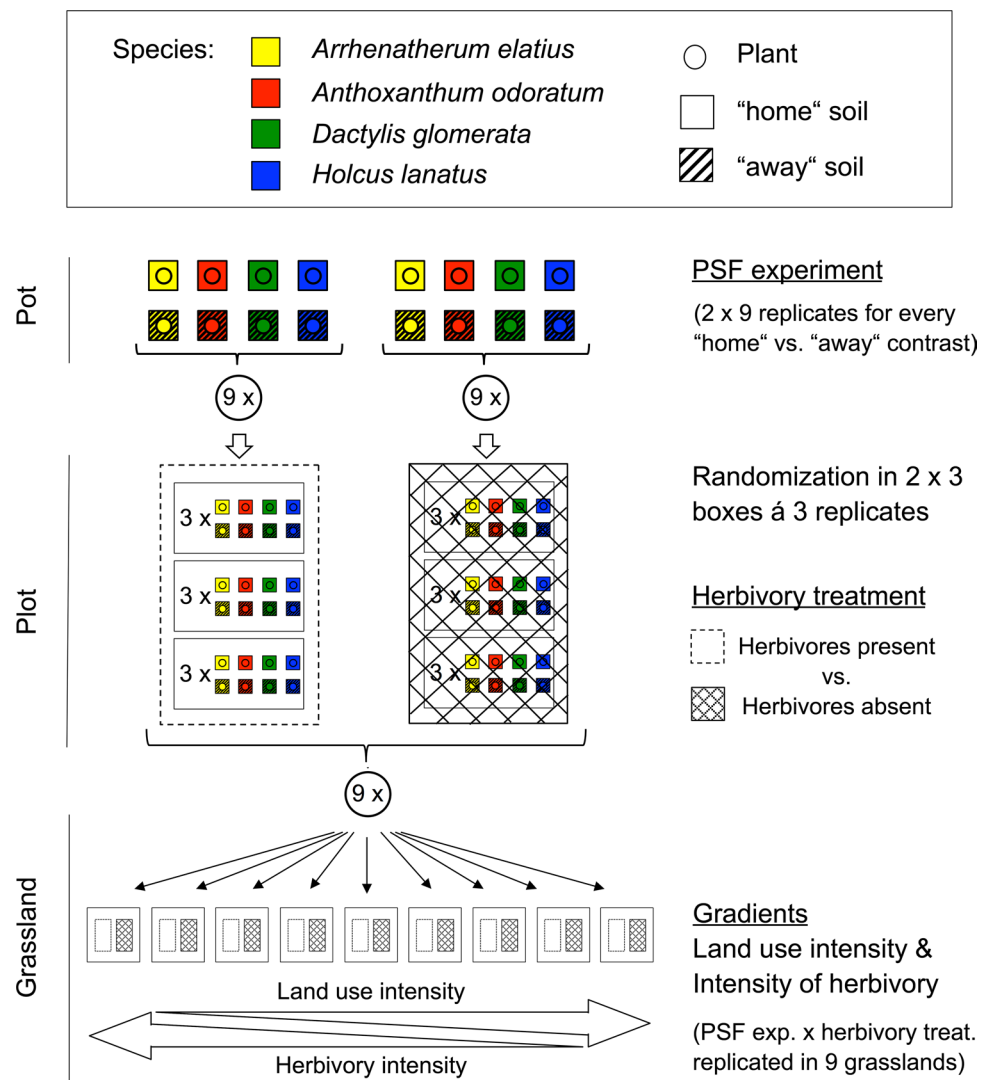 Species:
Arrhenatherum elatius
Anthoxanthum odoratum
Dactylis glomerata
Holcus lanatus
Plant
“home“ soil
“away“ soil
Pot
PSF experiment
(2 x 9 replicates for every
“home“ vs. “away“ contrast)
9 x
9 x
Plot
3 x
3 x
3 x
3 x
3 x
3 x
Randomization in 2 x 3
boxes á 3 replicates
Herbivory treatment
Herbivores present
vs.
Herbivores absent
9 x
Grassland
Gradients
Land use intensity &
Intensity of herbivory
(PSF exp. x herbivory treat.
replicated in 9 grasslands)
Land use intensity
Herbivory intensity